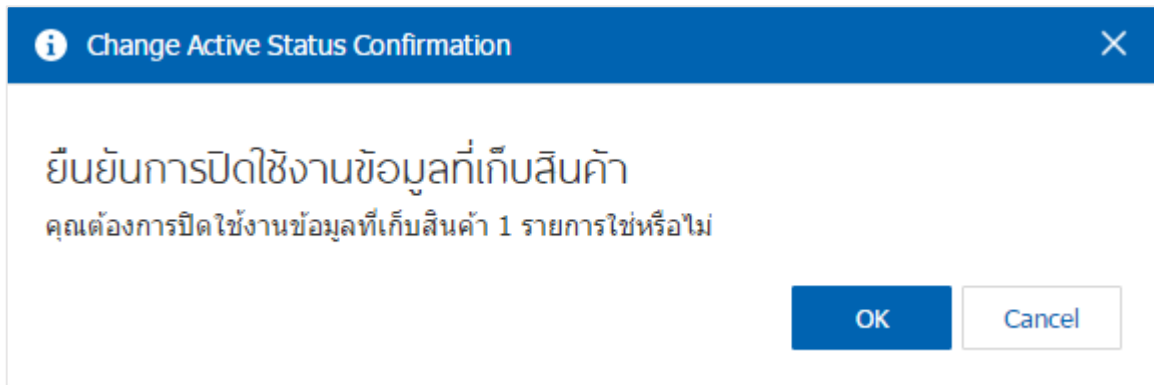 Change Active Status Confirmation
ยืนยันการปิดใช้งานข้อมูลที่เก็บสินค้า
คุณต้องการปิดใช้งานข้อมูลที่เก็บสินค้า 1 รายการใช่หรือไม่
OK Cancel